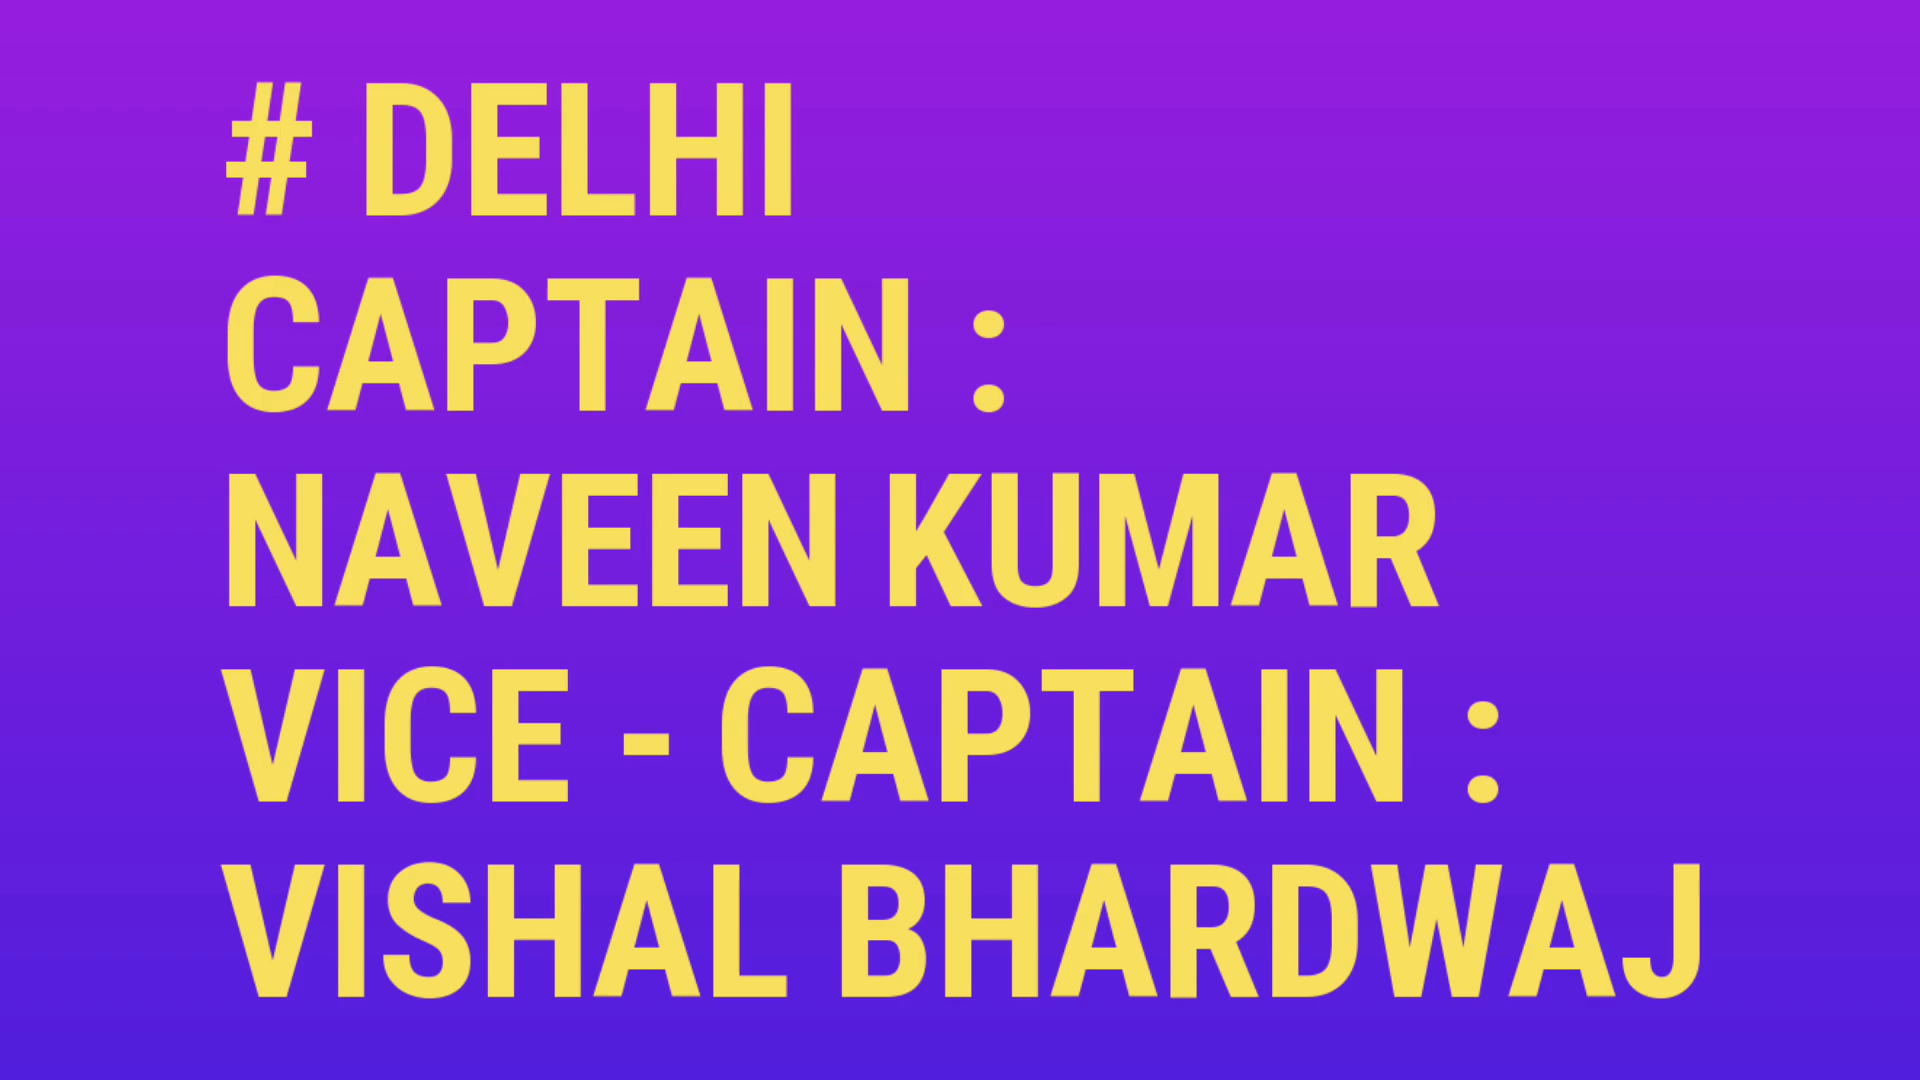 # DELHI
CAPTAIN :
NAVEEN KUMAR
VICE - CAPTAIN :
VISHAL BHARDWAJ